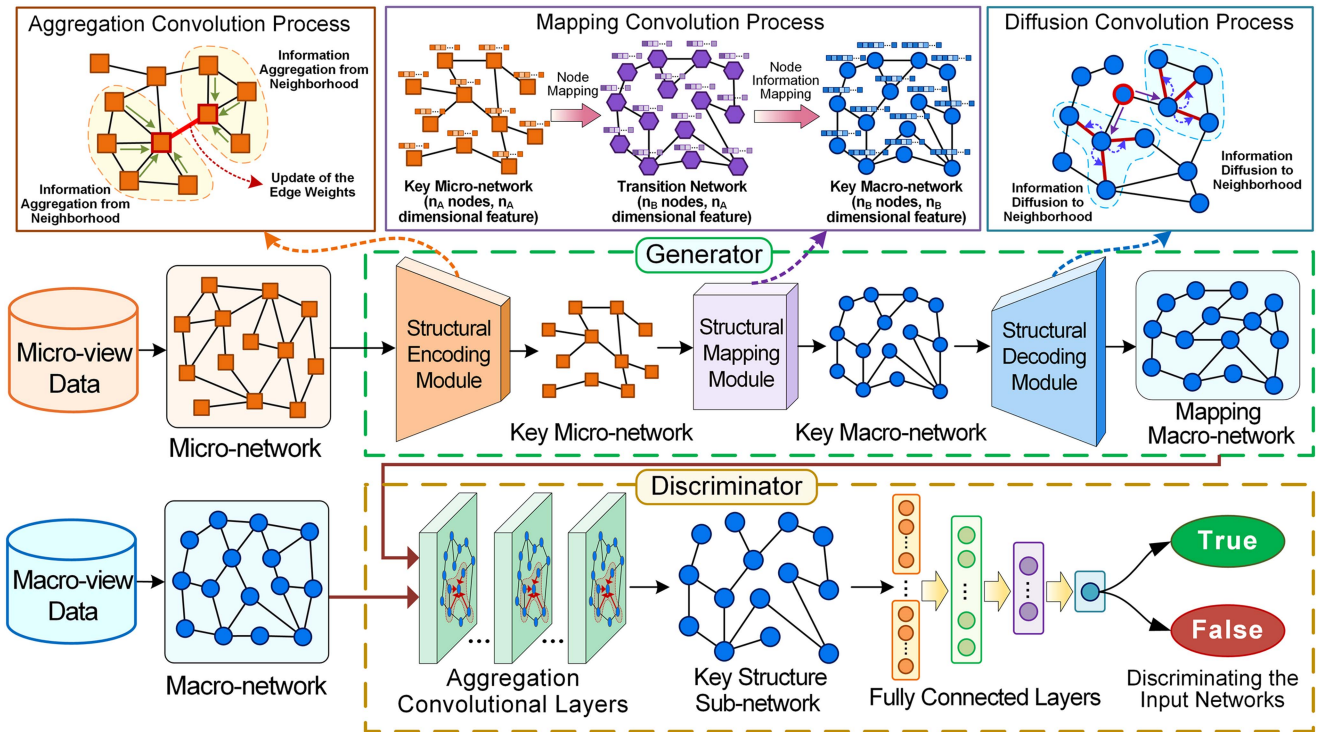 Aggregation Convolution Process
Information
Aggregation from
Neighborhood
Update of the
Edge Weights
Information
Aggregation from
Neighborhood
Mapping Convolution Process
Node
Mapping
Node
Information
Mapping
Key Micro-network
(nA nodes, nA
dimensional feature)
Transition Network
(nB nodes, nA
dimensional feature)
Key Macro-network
(nB nodes, nB
dimensional feature)
Diffusion Convolution Process
Information
Diffusion to
Neighborhood
Information
Diffusion to
Neighborhood
Generator
Micro-view
Data
Micro-network
Structural
Encoding
Module
Key Micro-network
Structural
Mapping
Module
Key Macro-network
Structural
Decoding
Module
Mapping
Macro-network
Discriminator
Macro-view
Data
Macro-network
Aggregation
Convolutional Layers
Key Structure
Sub-network
Fully Connected Layers
True
False
Discriminating the
Input Networks